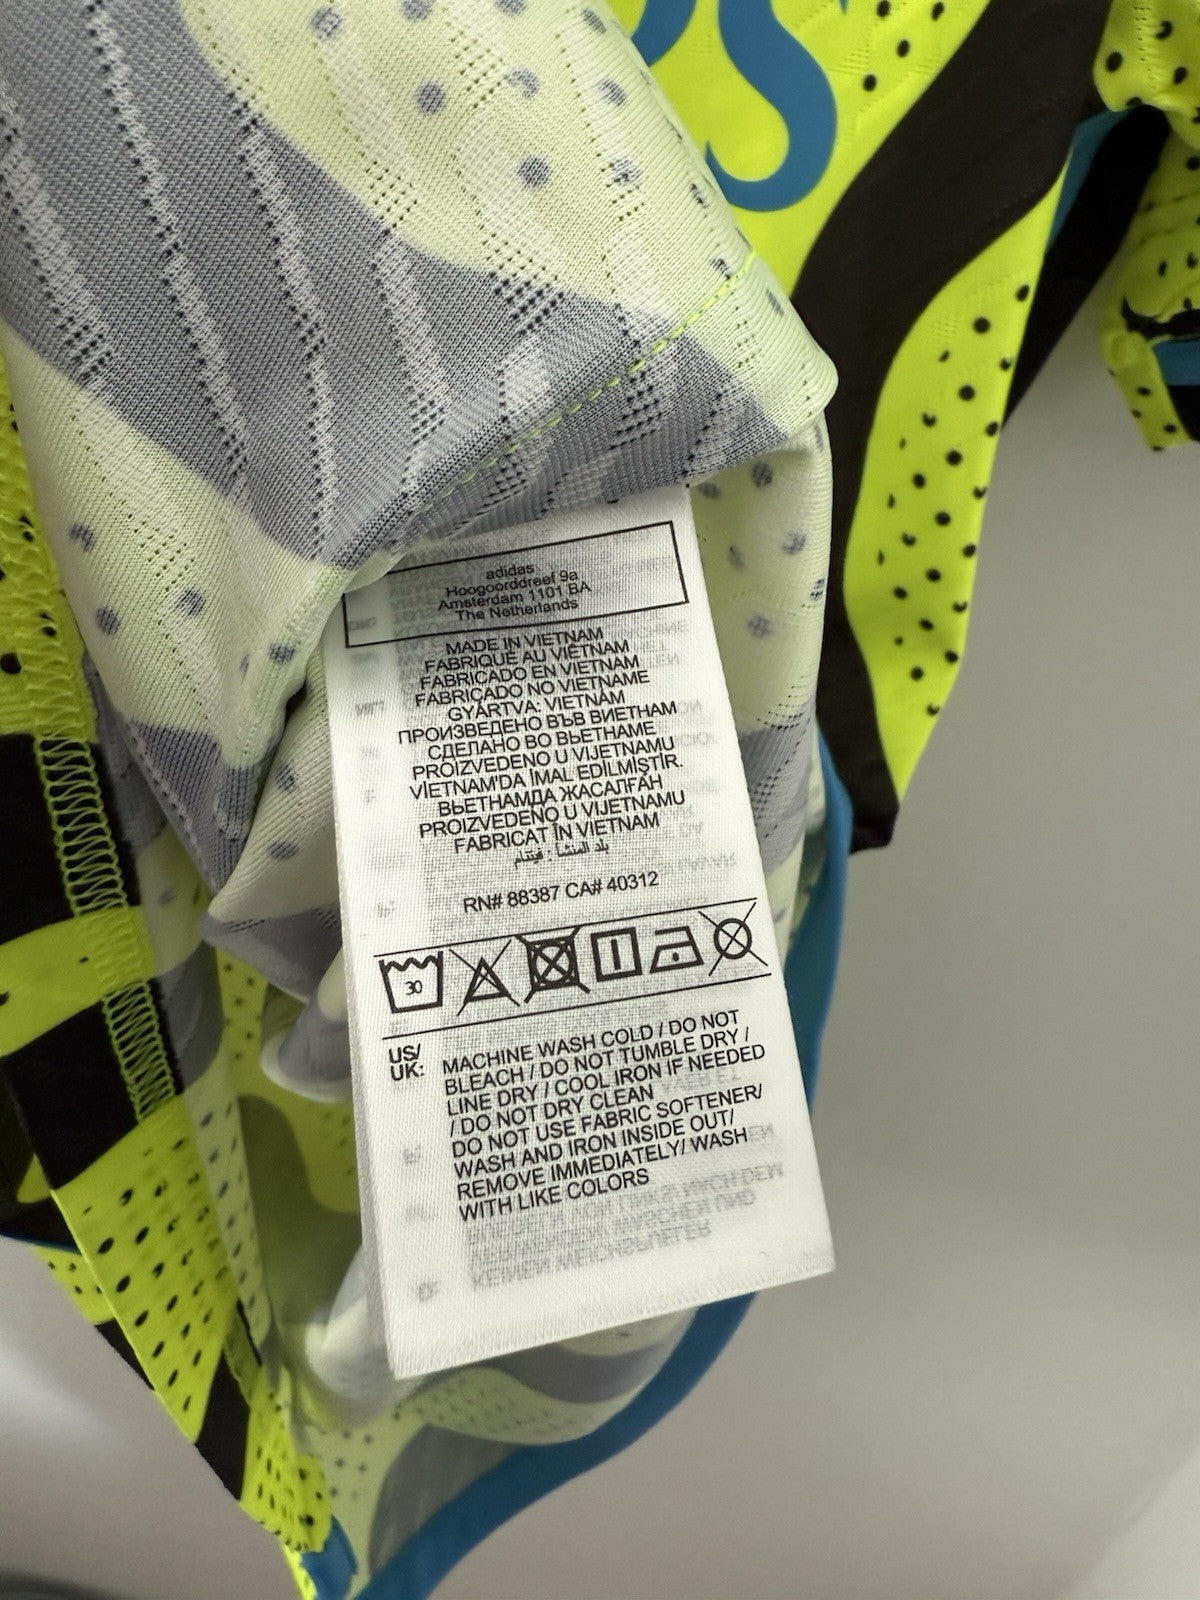 adidas
Hoogoorddreef 9a
Amsterdam 1101 BA
The Netherlands
MADE IN VIETNAM
FABRIQUÉ AU VIÊTNAM
FABRICADO EN VIETNAM
FABRICADO NO VIETNAME
GYÁRTVA: VIETNÁM
ПРОИЗВЕДЕНО ВЪВ ВИЕТНАМ
СДЕЛАНО ВО ВЬЕТНАМЕ
PROIZVEDENO U VIJETNAMU
VİETNAM'DA İMAL EDİLMİŞTİR.
ВЬЕТНАМДА ЖАСАЛҒАН
PROIZVEDENO U VIJETNAMU
FABRICAT ÎN VIETNAM
بلد المنشأ : فيتنام
RN# 88387 CA# 40312
30
US/
UK:
MACHINE WASH COLD / DO NOT
BLEACH / DO NOT TUMBLE DRY /
LINE DRY / COOL IRON IF NEEDED
/ DO NOT DRY CLEAN
DO NOT USE FABRIC SOFTENER/
WASH AND IRON INSIDE OUT/
REMOVE IMMEDIATELY/ WASH
WITH LIKE COLORS